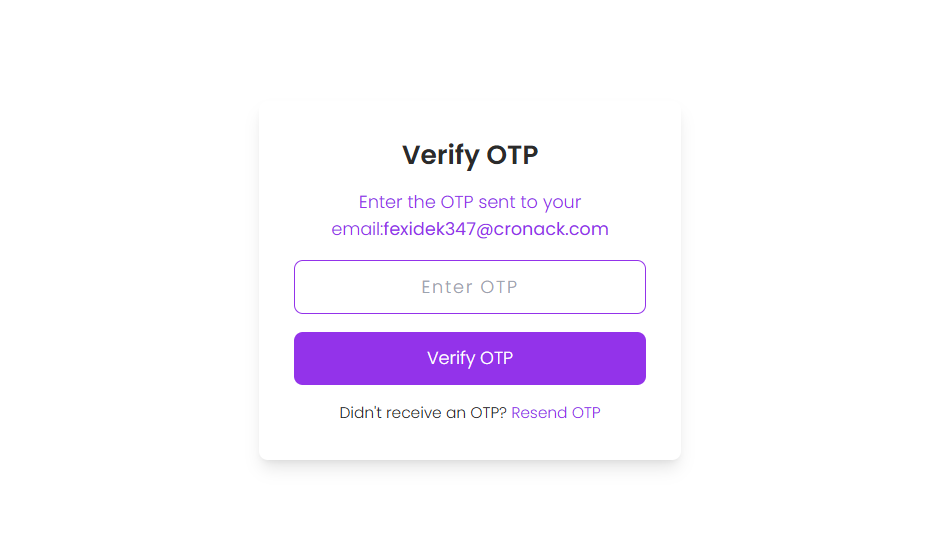 Verify OTP
Enter the OTP sent to your
email:fexidek347@cronack.com
Enter OTP
Verify OTP
Didn't receive an OTP? Resend OTP